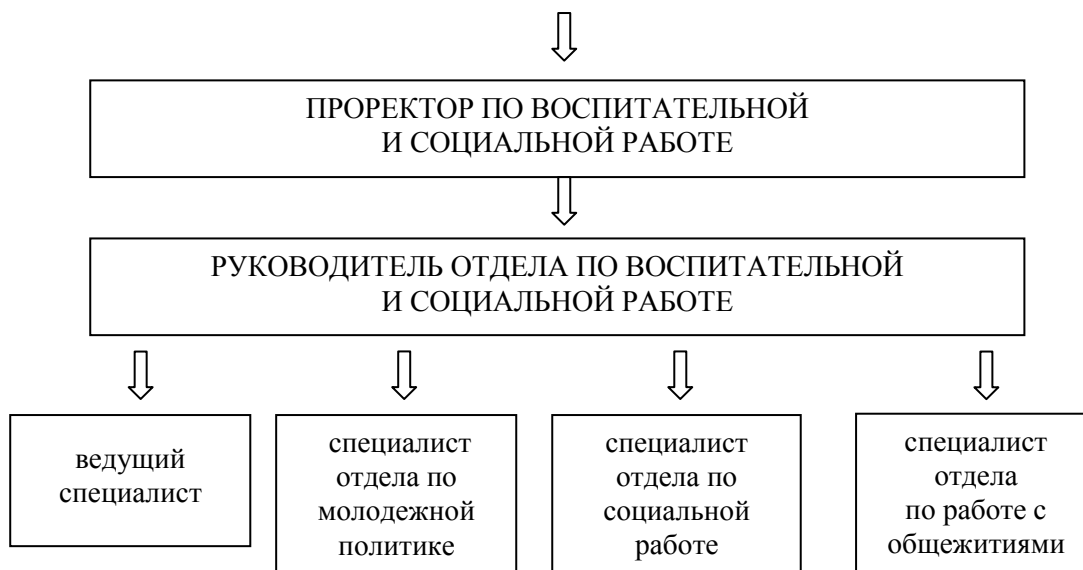 ПРОРЕКТОР ПО ВОСПИТАТЕЛЬНОЙ
И СОЦИАЛЬНОЙ РАБОТЕ
РУКОВОДИТЕЛЬ ОТДЕЛА ПО ВОСПИТАТЕЛЬНОЙ
И СОЦИАЛЬНОЙ РАБОТЕ
ведущий
специалист
специалист
отдела по
молодежной
политике
специалист
отдела по
социальной
работе
специалист
отдела
по работе с
общежитиями